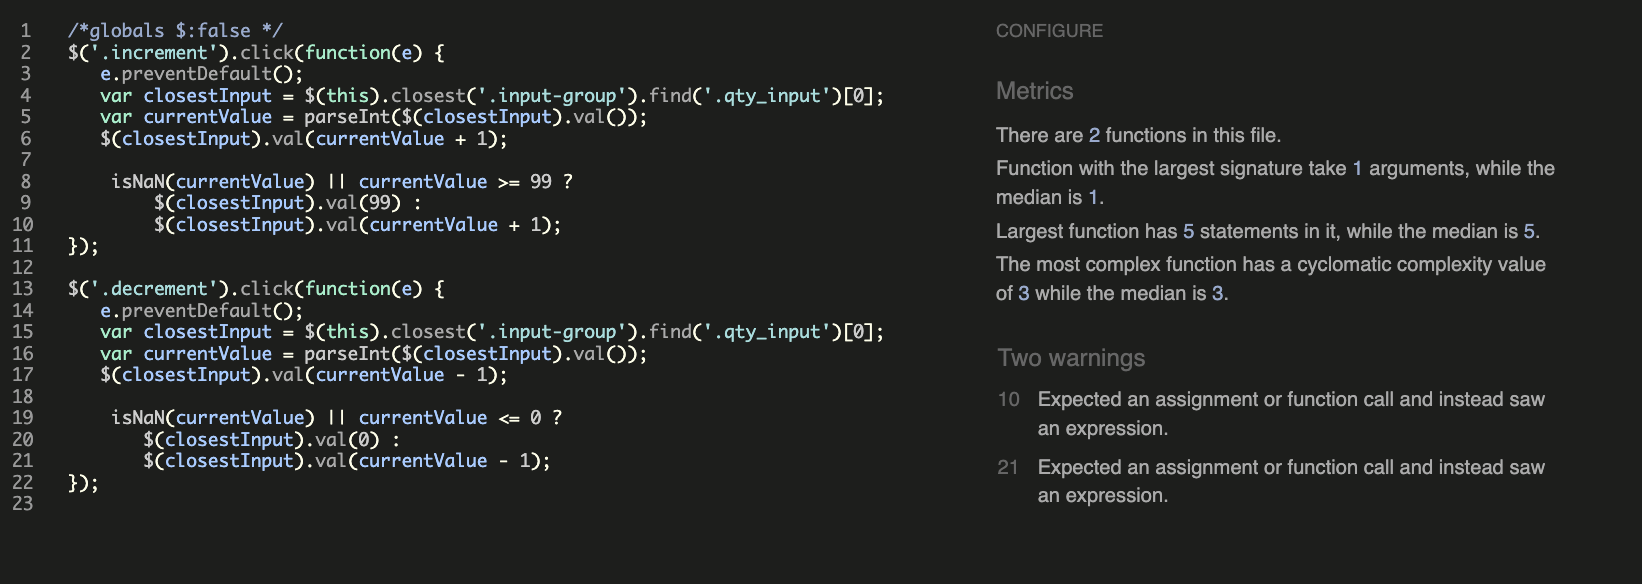 1 /*globals $:false */
2 $('.increment').click(function(e) {
3 e.preventDefault();
4 var closestInput = $(this).closest('.input-group').find('.qty_input')[0];
5 var currentValue = parseInt($(closestInput).val());
6 $(closestInput).val(currentValue + 1);
7
8 isNaN(currentValue) || currentValue >= 99 ?
9 $(closestInput).val(99) :
10 $(closestInput).val(currentValue + 1);
11 });
12
13 $('.decrement').click(function(e) {
14 e.preventDefault();
15 var closestInput = $(this).closest('.input-group').find('.qty_input')[0];
16 var currentValue = parseInt($(closestInput).val());
17 $(closestInput).val(currentValue - 1);
18
19 isNaN(currentValue) || currentValue <= 0 ?
20 $(closestInput).val(0) :
21 $(closestInput).val(currentValue - 1);
22 });
23
CONFIGURE
Metrics
There are 2 functions in this file.
Function with the largest signature take 1 arguments, while the
median is 1.
Largest function has 5 statements in it, while the median is 5.
The most complex function has a cyclomatic complexity value
of 3 while the median is 3.
Two warnings
10 Expected an assignment or function call and instead saw
an expression.
21 Expected an assignment or function call and instead saw
an expression.